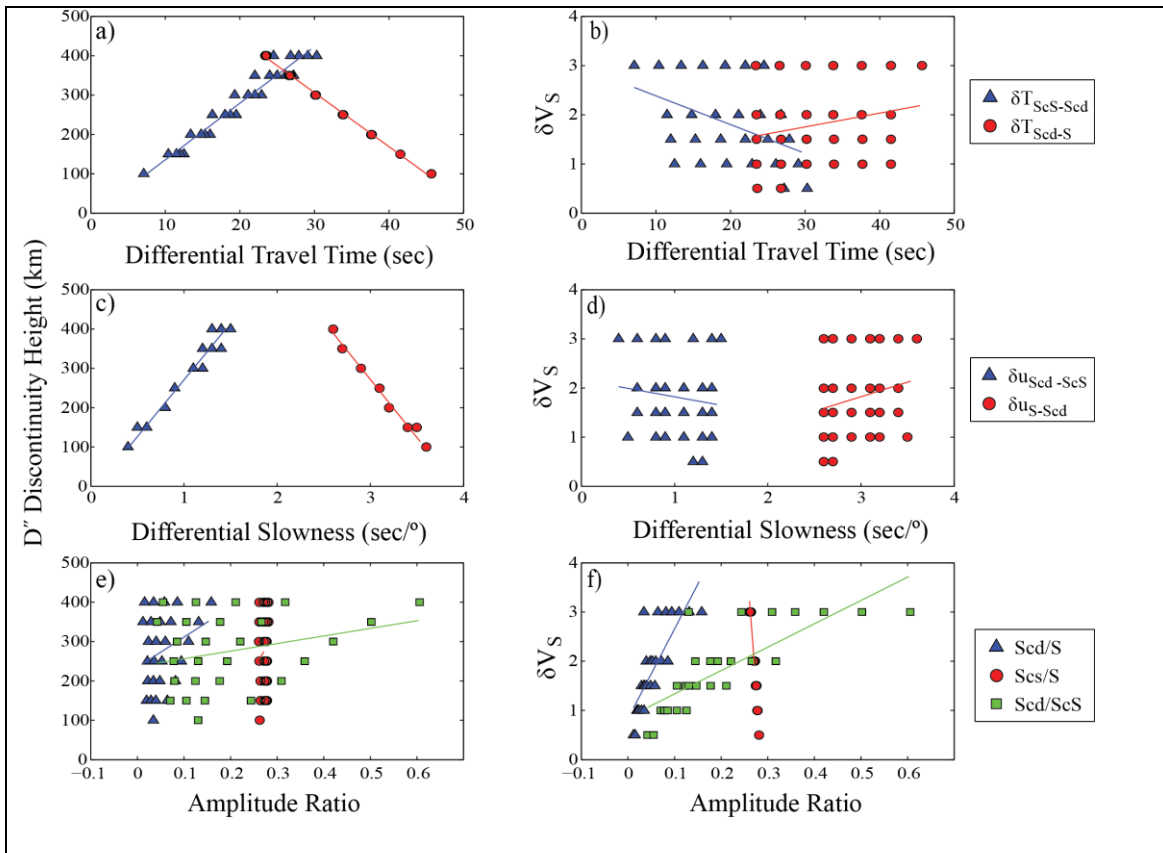 D″ Discontinuity Height (km)
a)
500
400
300
200
100
0
0 10 20 30 40 50
Differential Travel Time (sec)
b)
δVS
4
3
2
1
0
0 10 20 30 40 50
Differential Travel Time (sec)
δTScS-Scd
δTScd-S
c)
500
400
300
200
100
0
0 1 2 3 4
Differential Slowness (sec/º)
d)
δVS
4
3
2
1
0
0 1 2 3 4
Differential Slowness (sec/º)
δuScd -ScS
δuS-Scd
e)
500
400
300
200
100
0
−0.1 0 0.1 0.2 0.3 0.4 0.5 0.6
Amplitude Ratio
f)
δVS
4
3
2
1
0
−0.1 0 0.1 0.2 0.3 0.4 0.5 0.6
Amplitude Ratio
Scd/S
Scs/S
Scd/ScS